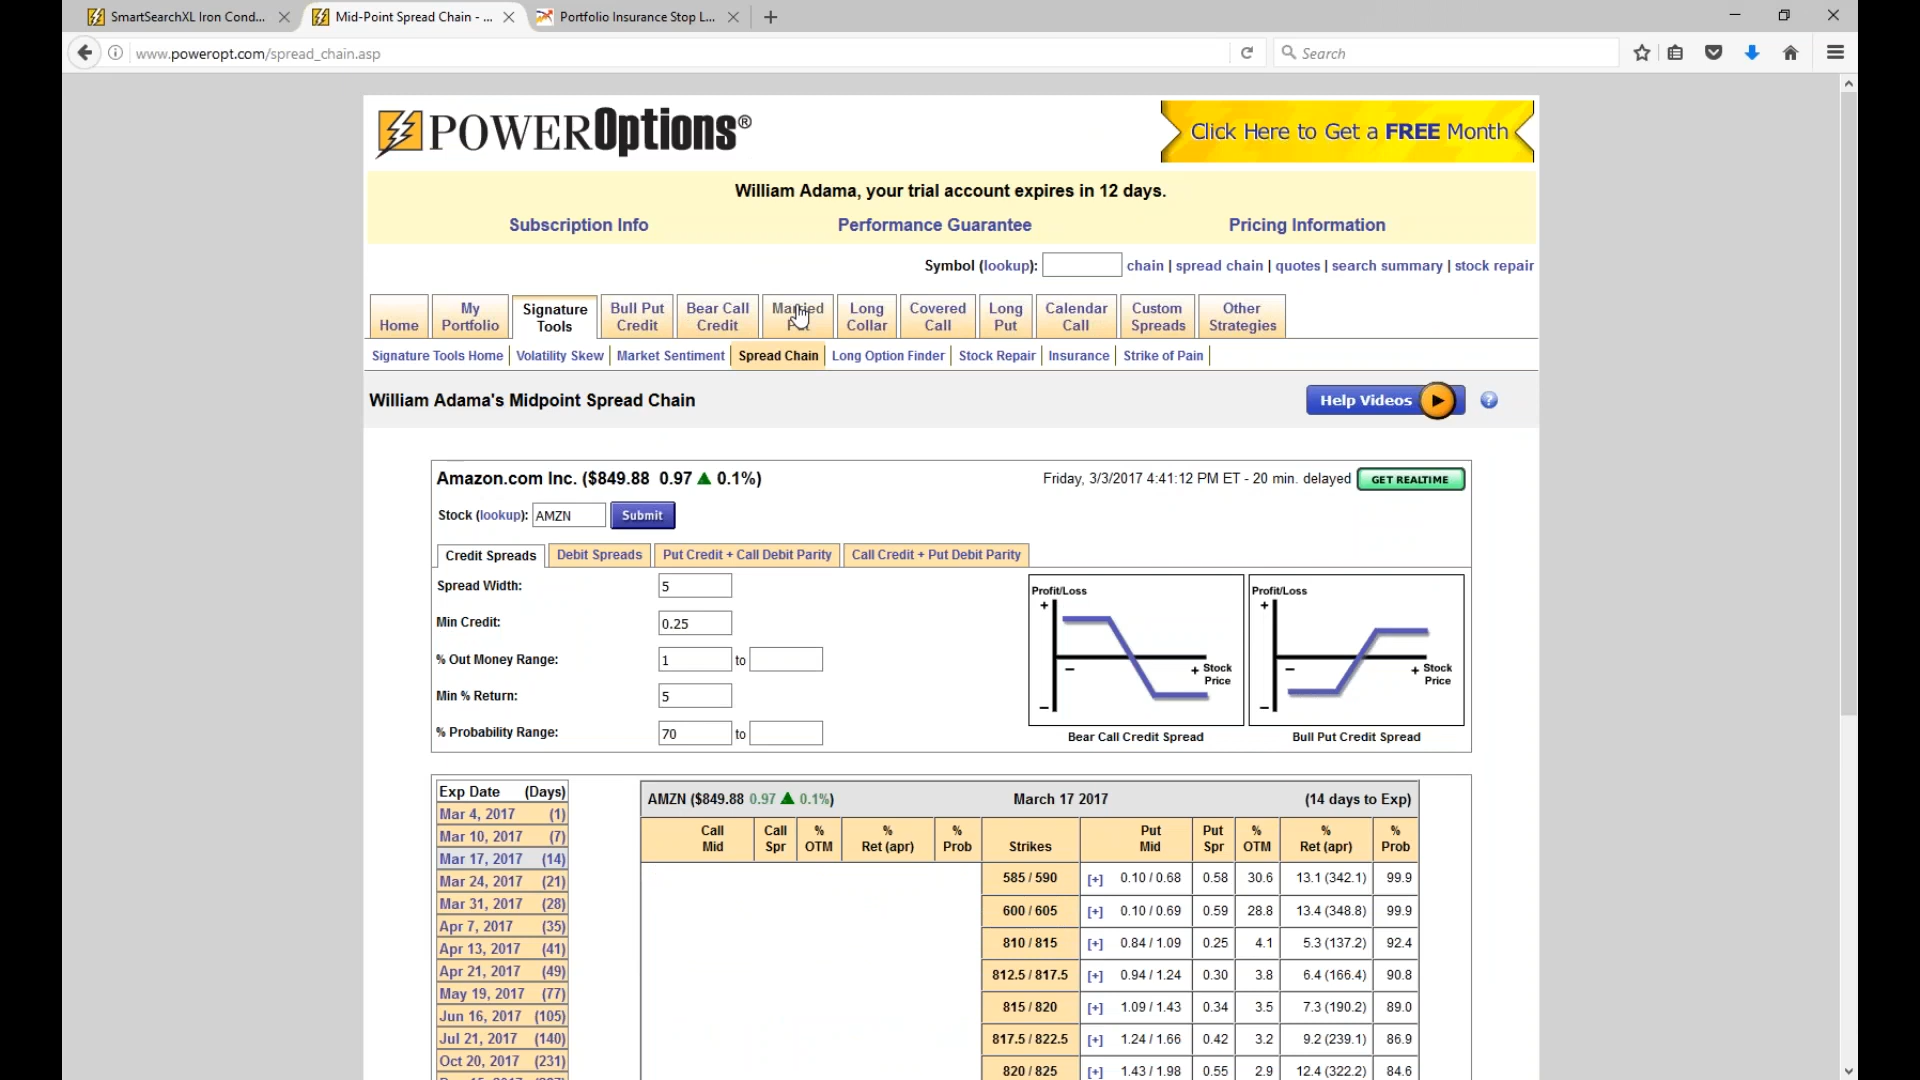 SmartSearchXL Iron Cond...
Mid-Point Spread Chain - ...
Portfolio Insurance Stop L...
www.poweropt.com/spread_chain.asp
Search
POWEROptions®
Click Here to Get a FREE Month
William Adama, your trial account expires in 12 days.
Subscription Info Performance Guarantee Pricing Information
Symbol (lookup): chain | spread chain | quotes | search summary | stock repair
Home
My Portfolio
Signature Tools
Bull Put Credit
Bear Call Credit
Married Put
Long Collar
Covered Call
Long Put
Calendar Call
Custom Spreads
Other Strategies
Signature Tools Home | Volatility Skew | Market Sentiment | Spread Chain | Long Option Finder | Stock Repair | Insurance | Strike of Pain |
William Adama's Midpoint Spread Chain
Help Videos
?
Amazon.com Inc. ($849.88 0.97 ▲ 0.1%)
Friday, 3/3/2017 4:41:12 PM ET - 20 min. delayed GET REALTIME
Stock (lookup): AMZN Submit
Credit Spreads Debit Spreads Put Credit + Call Debit Parity Call Credit + Put Debit Parity
Spread Width: 5
Min Credit: 0.25
% Out Money Range: 1 to
Min % Return: 5
% Probability Range: 70 to
Profit/Loss
+
−
− + Stock Price
Bear Call Credit Spread
Profit/Loss
+
−
− + Stock Price
Bull Put Credit Spread
Exp Date (Days)
Mar 4, 2017 (1)
Mar 10, 2017 (7)
Mar 17, 2017 (14)
Mar 24, 2017 (21)
Mar 31, 2017 (28)
Apr 7, 2017 (35)
Apr 13, 2017 (41)
Apr 21, 2017 (49)
May 19, 2017 (77)
Jun 16, 2017 (105)
Jul 21, 2017 (140)
Oct 20, 2017 (231)
AMZN ($849.88 0.97 ▲ 0.1%) March 17 2017 (14 days to Exp)
Call Mid Call Spr % OTM % Ret (apr) % Prob Strikes Put Mid Put Spr % OTM % Ret (apr) % Prob
585 / 590 [+] 0.10 / 0.68 0.58 30.6 13.1 (342.1) 99.9
600 / 605 [+] 0.10 / 0.69 0.59 28.8 13.4 (348.8) 99.9
810 / 815 [+] 0.84 / 1.09 0.25 4.1 5.3 (137.2) 92.4
812.5 / 817.5 [+] 0.94 / 1.24 0.30 3.8 6.4 (166.4) 90.8
815 / 820 [+] 1.09 / 1.43 0.34 3.5 7.3 (190.2) 89.0
817.5 / 822.5 [+] 1.24 / 1.66 0.42 3.2 9.2 (239.1) 86.9
820 / 825 [+] 1.43 / 1.98 0.55 2.9 12.4 (322.2) 84.6